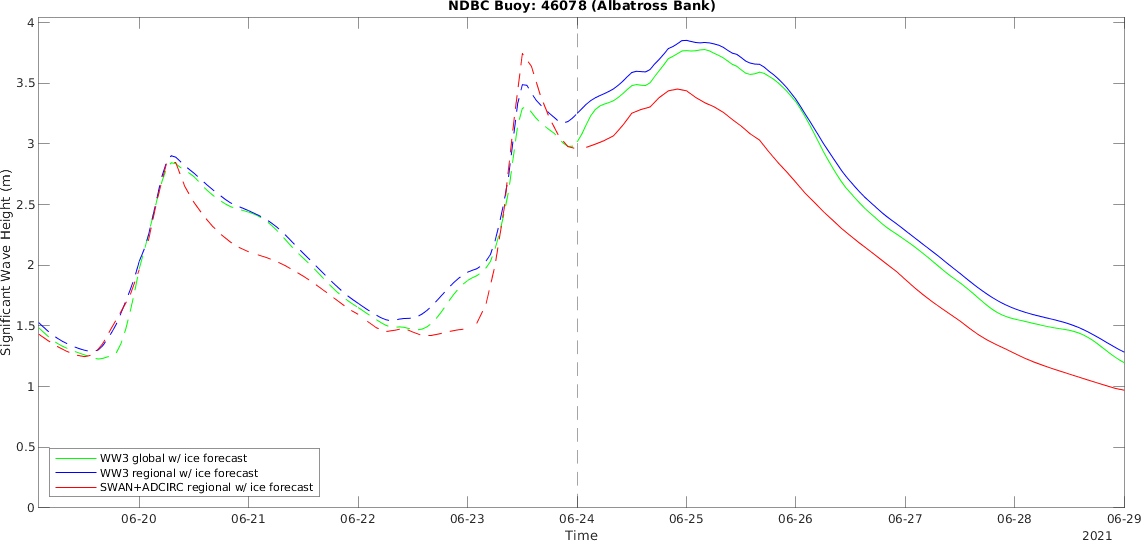 NDBC Buoy: 46078 (Albatross Bank)
4
3.5
3
2.5
2
1.5
1
0.5
0
Significant Wave Height (m)
WW3 global w/ ice forecast
WW3 regional w/ ice forecast
SWAN+ADCIRC regional w/ ice forecast
06-20 06-21 06-22 06-23 06-24 06-25 06-26 06-27 06-28 06-29
Time
2021